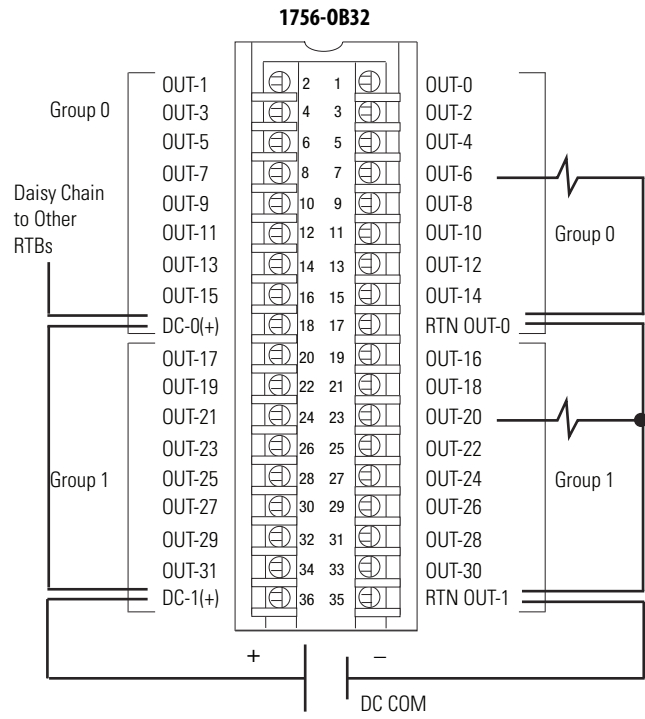 1756-OB32
Group 0
Daisy Chain
to Other
RTBs
Group 1
OUT-1 2 1 OUT-0
OUT-3 4 3 OUT-2
OUT-5 6 5 OUT-4
OUT-7 8 7 OUT-6
OUT-9 10 9 OUT-8
OUT-11 12 11 OUT-10
OUT-13 14 13 OUT-12
OUT-15 16 15 OUT-14
DC-0(+) 18 17 RTN OUT-0
OUT-17 20 19 OUT-16
OUT-19 22 21 OUT-18
OUT-21 24 23 OUT-20
OUT-23 26 25 OUT-22
OUT-25 28 27 OUT-24
OUT-27 30 29 OUT-26
OUT-29 32 31 OUT-28
OUT-31 34 33 OUT-30
DC-1(+) 36 35 RTN OUT-1
Group 0
Group 1
+ –
DC COM